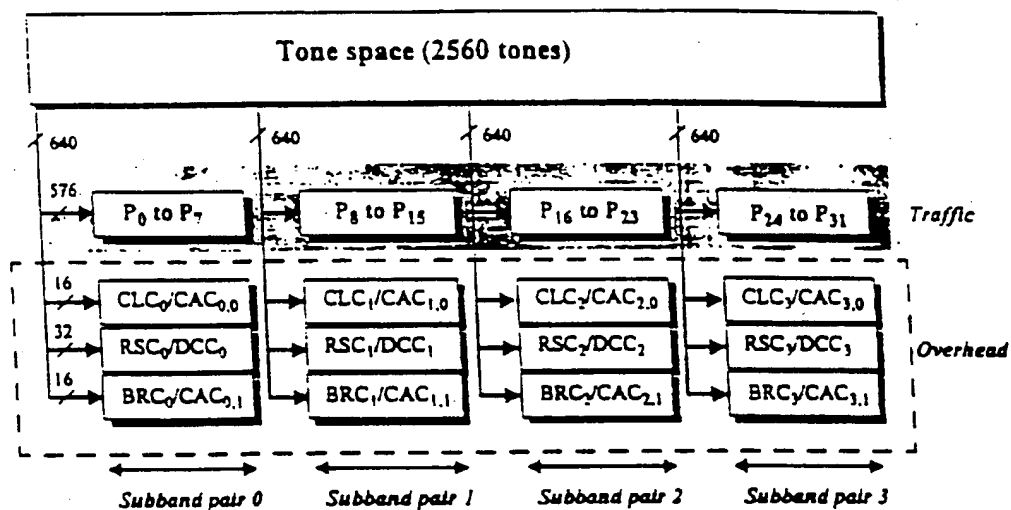 Tone space (2560 tones)
640 640 640 640
576
P0 to P7 P8 to P15 P16 to P23 P24 to P31 Traffic
16 CLC0/CAC0,0 CLC1/CAC1,0 CLC2/CAC2,0 CLC3/CAC3,0
32 RSC0/DCC0 RSC1/DCC1 RSC2/DCC2 RSC3/DCC3 Overhead
16 BRC0/CAC0,1 BRC1/CAC1,1 BRC2/CAC2,1 BRC3/CAC3,1
Subband pair 0 Subband pair 1 Subband pair 2 Subband pair 3